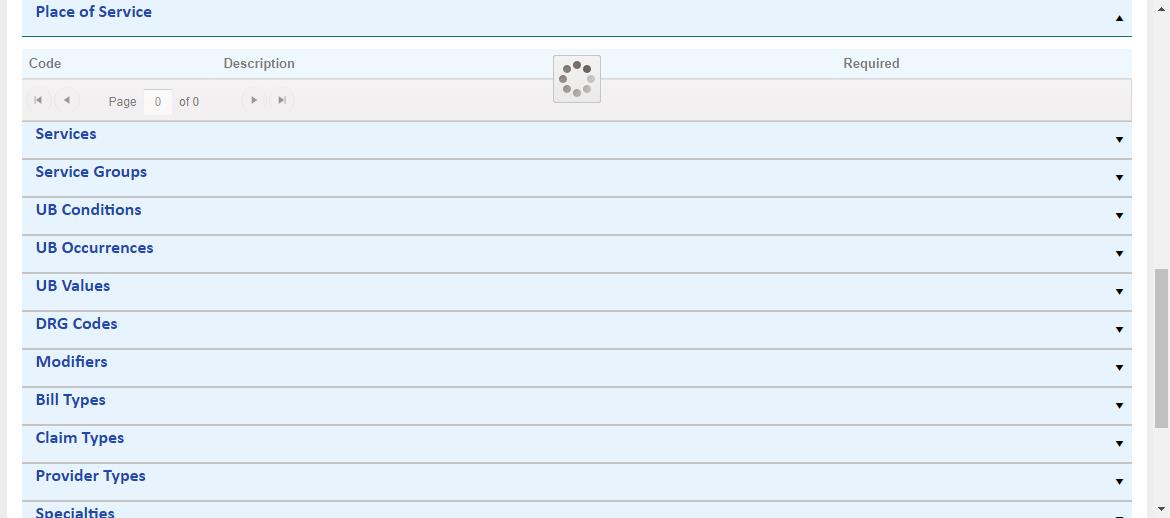 Place of Service
Code Description Required
Page 0 of 0
Services
Service Groups
UB Conditions
UB Occurrences
UB Values
DRG Codes
Modifiers
Bill Types
Claim Types
Provider Types
Specialties